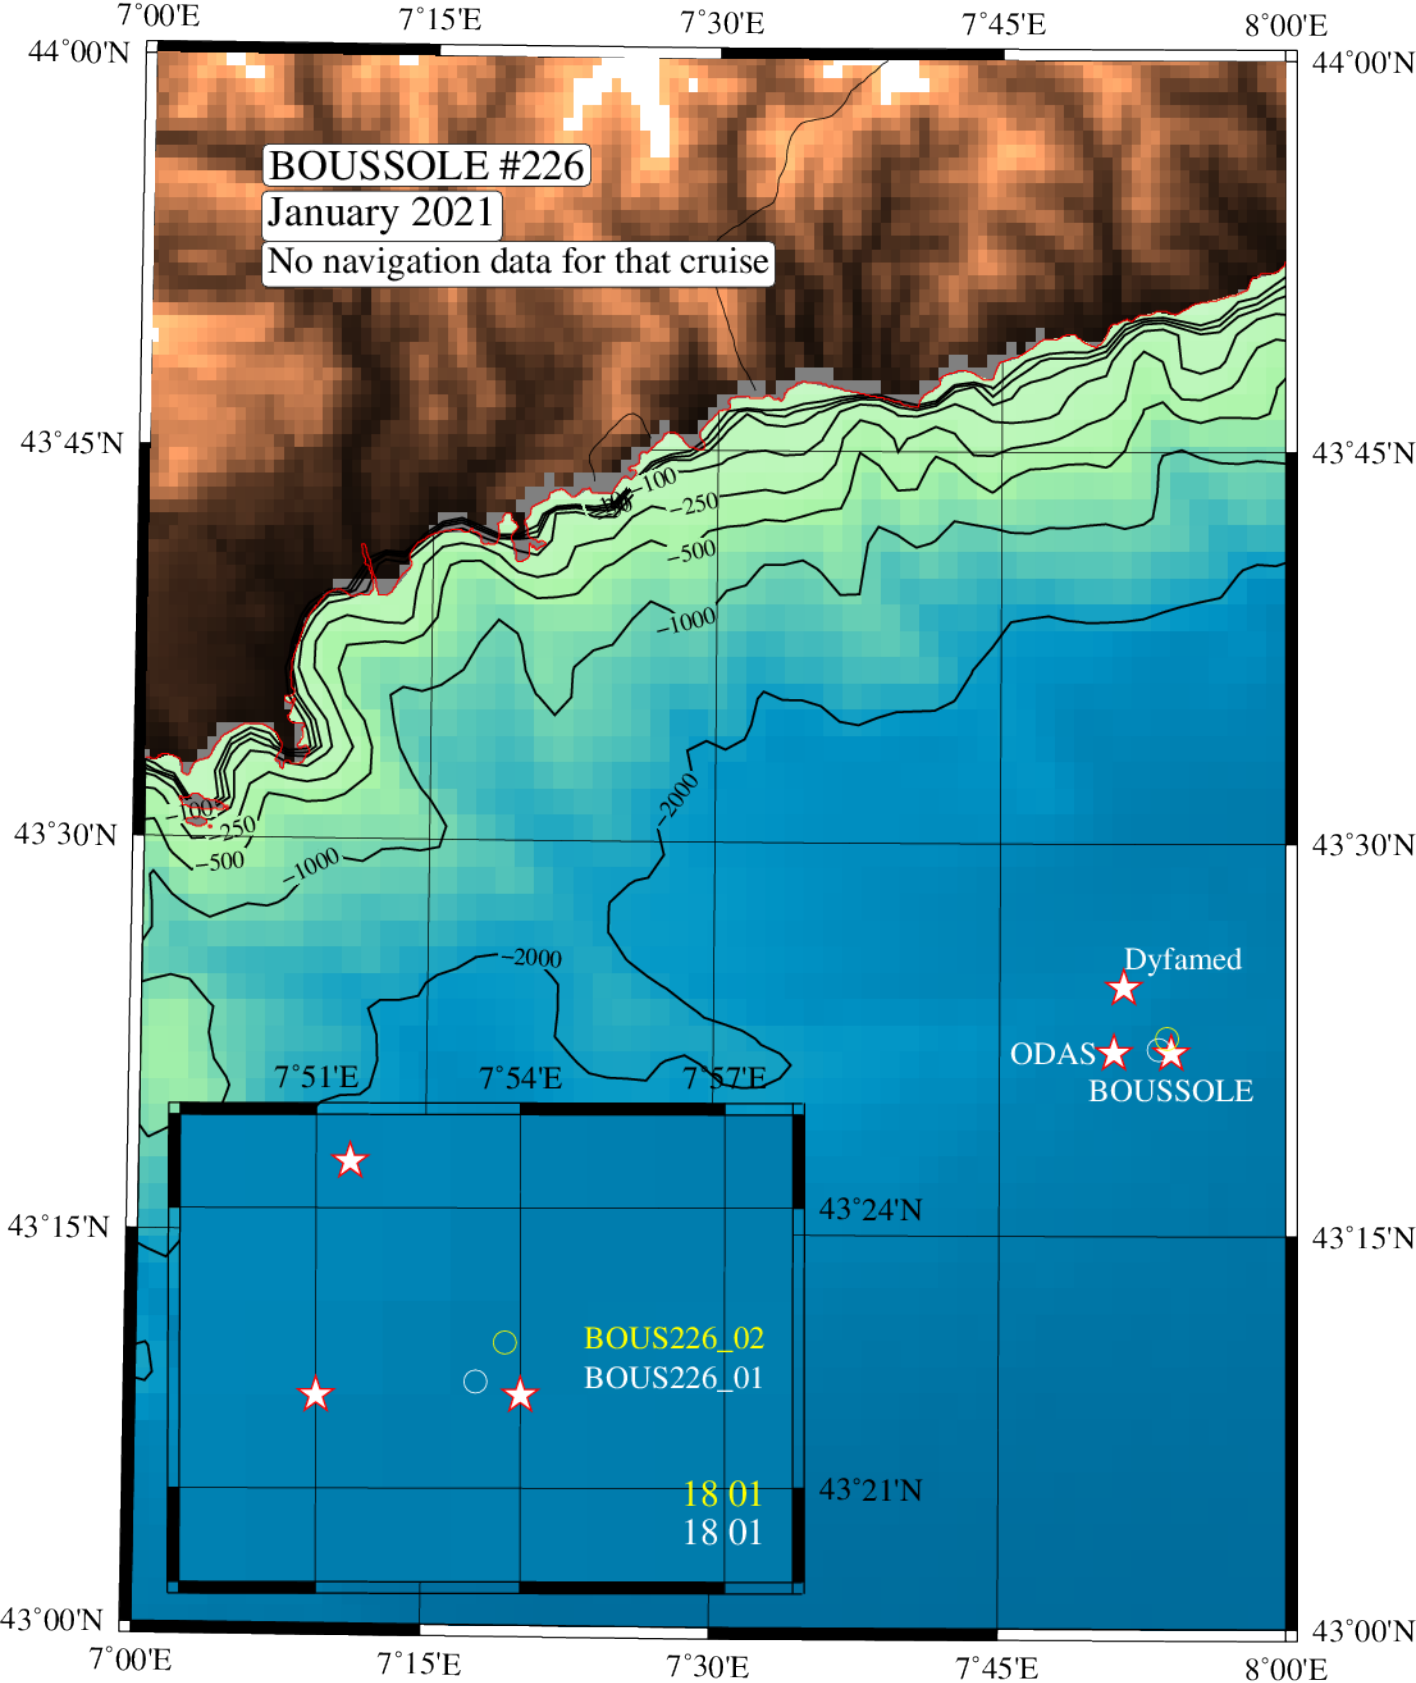 7°00'E 7°15'E 7°30'E 7°45'E 8°00'E
44°00'N 44°00'N
BOUSSOLE #226
January 2021
No navigation data for that cruise
43°45'N 43°45'N
−100
−250
−500
−1000
−2000
−100
−250
−500
−1000
43°30'N 43°30'N
−2000
Dyfamed
ODAS
BOUSSOLE
7°51'E 7°54'E 7°57'E
43°24'N
43°15'N 43°15'N
BOUS226_02
BOUS226_01
18 01
43°21'N
18 01
43°00'N 43°00'N
7°00'E 7°15'E 7°30'E 7°45'E 8°00'E